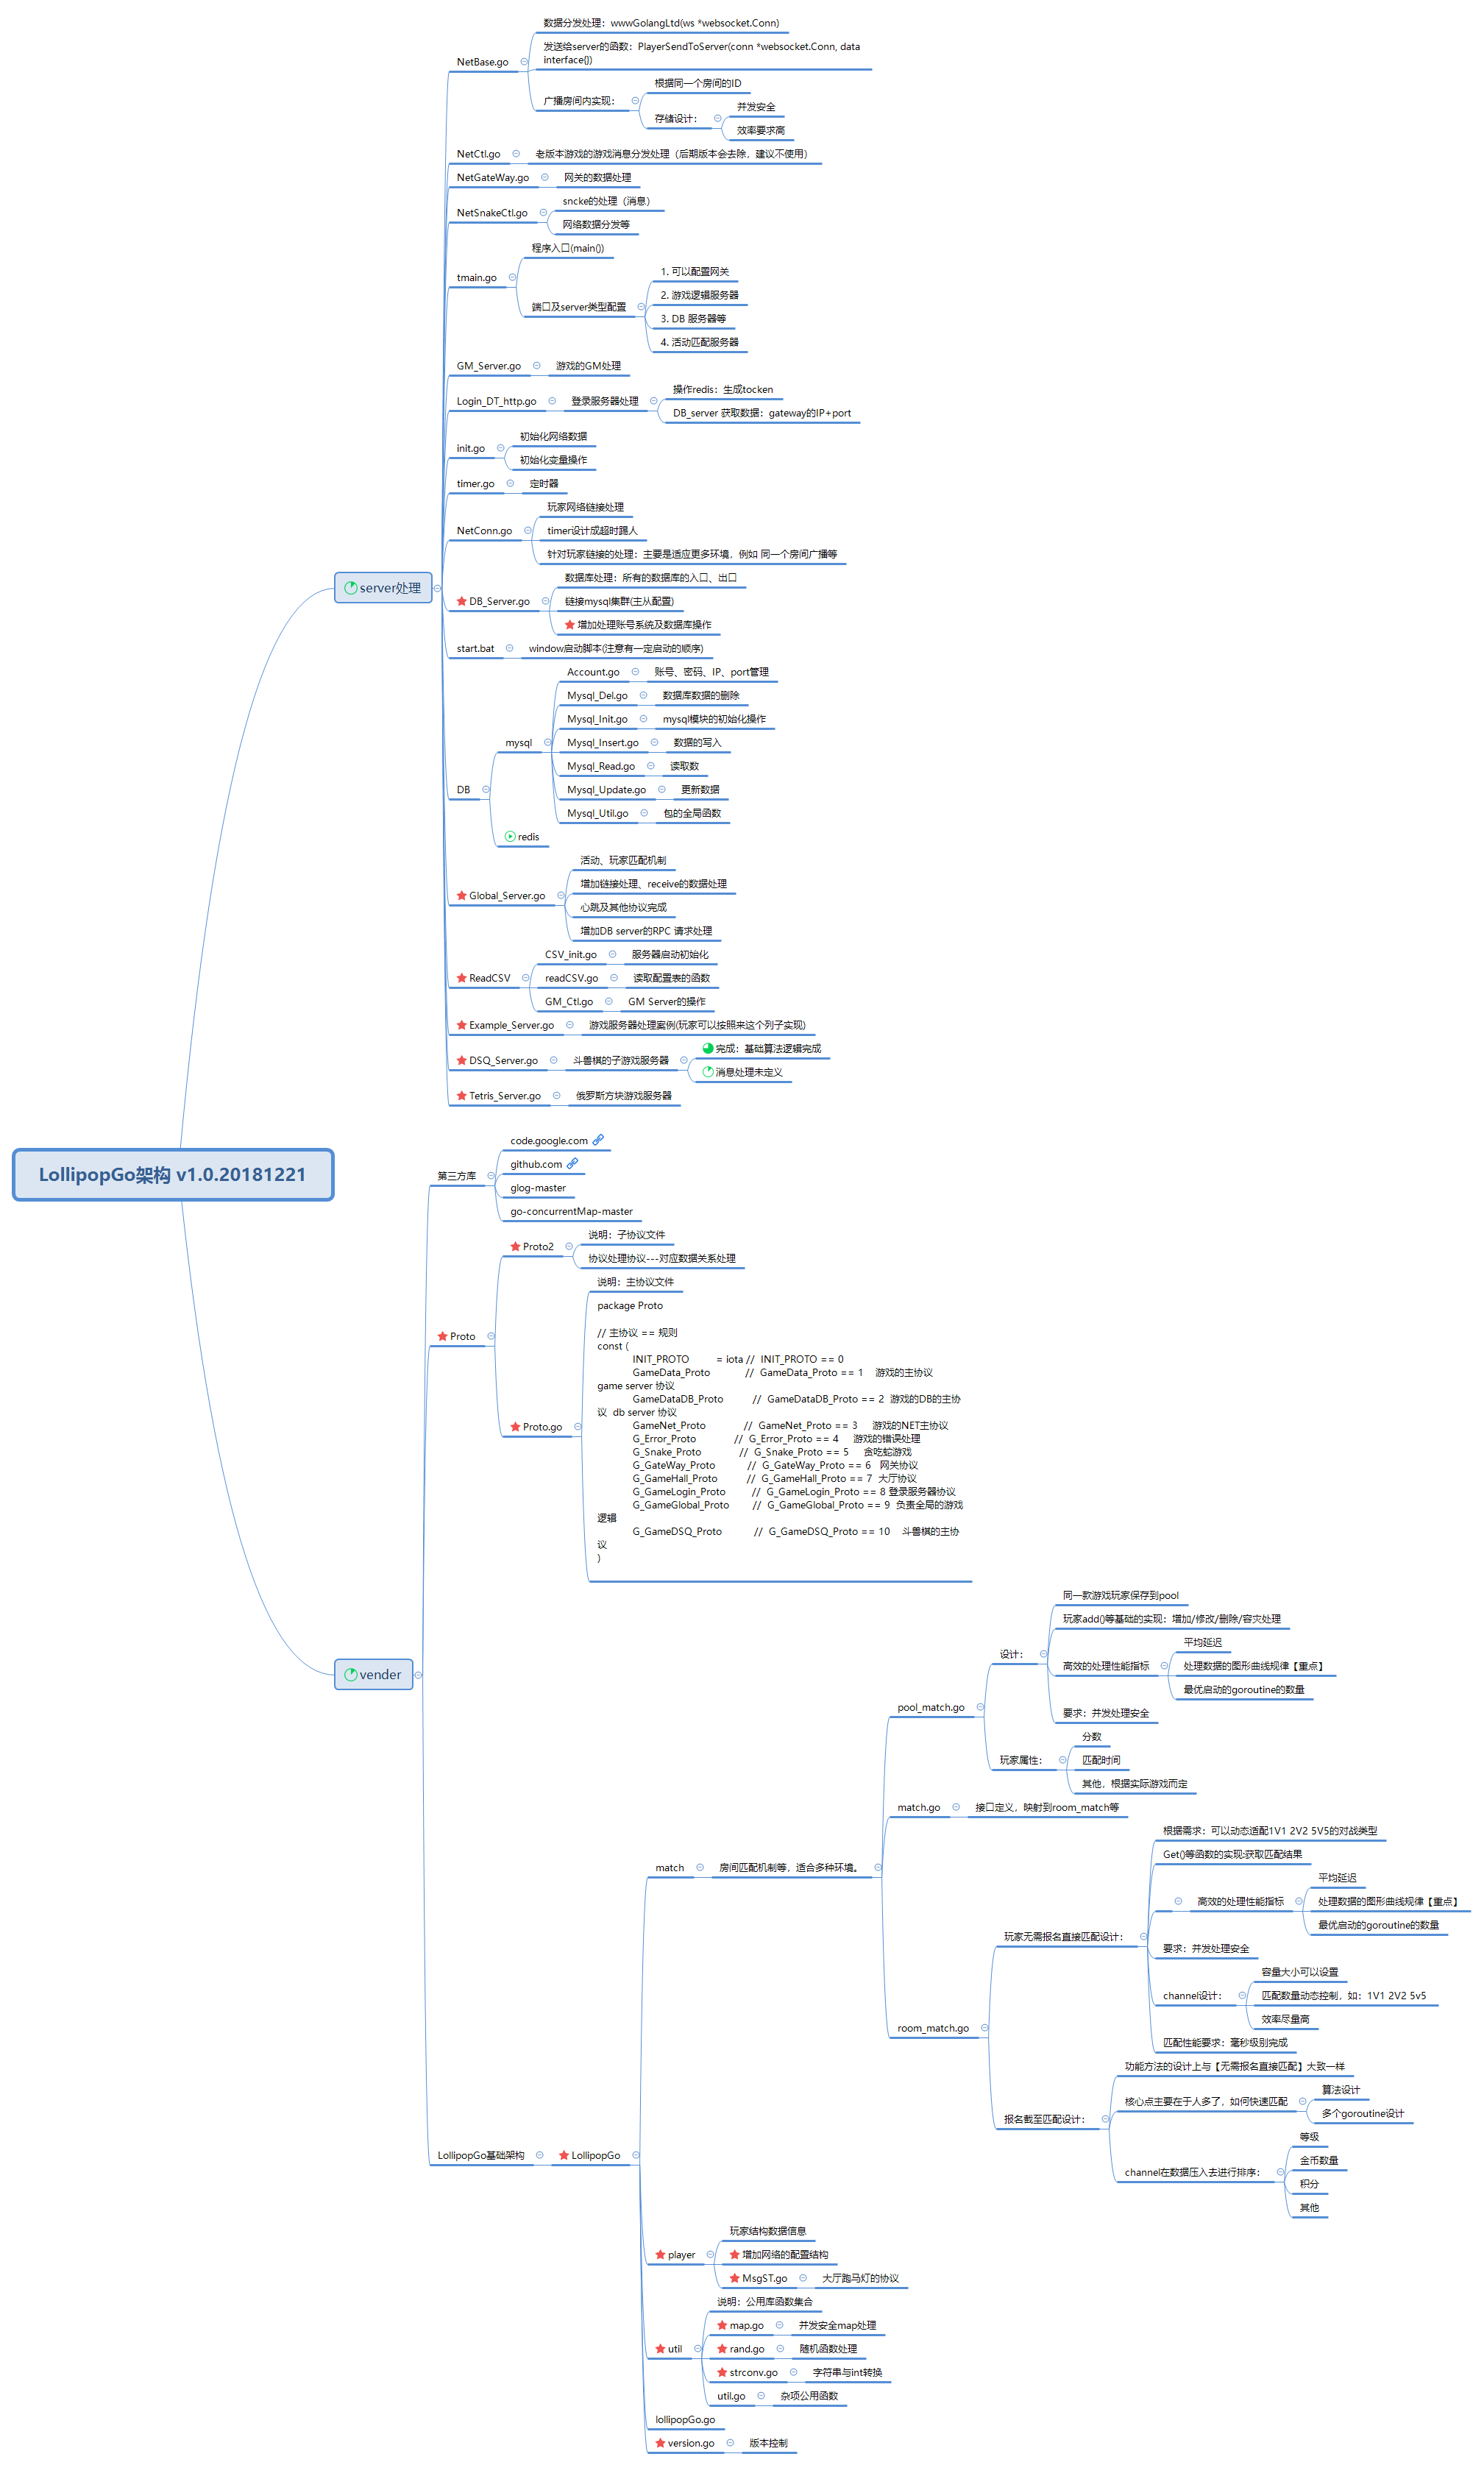 数据分发处理：wwwGolangLtd(ws *websocket.Conn)
发送给server的函数：PlayerSendToServer(conn *websocket.Conn, data
interface{})
NetBase.go
根据同一个房间的ID
广播房间内实现：
并发安全
存储设计：
效率要求高
NetCtl.go
老版本游戏的游戏消息分发处理（后期版本会去除，建议不使用）
NetGateWay.go
网关的数据处理
sncke的处理（消息）
NetSnakeCtl.go
网络数据分发等
程序入口(main())
tmain.go
1. 可以配置网关
2. 游戏逻辑服务器
端口及server类型配置
3. DB 服务器等
4. 活动匹配服务器
GM_Server.go
游戏的GM处理
操作redis：生成tocken
Login_DT_http.go
登录服务器处理
DB_server 获取数据：gateway的IP+port
初始化网络数据
init.go
初始化变量操作
timer.go
定时器
玩家网络链接处理
NetConn.go
timer设计成超时踢人
针对玩家链接的处理：主要是适应更多环境，例如 同一个房间广播等
server处理
数据库处理：所有的数据库的入口、出口
DB_Server.go
链接mysql集群(主从配置)
增加处理账号系统及数据库操作
start.bat
window启动脚本(注意有一定启动的顺序)
Account.go
账号、密码、IP、port管理
Mysql_Del.go
数据库数据的删除
Mysql_Init.go
mysql模块的初始化操作
mysql
Mysql_Insert.go
数据的写入
Mysql_Read.go
读取数
DB
Mysql_Update.go
更新数据
Mysql_Util.go
包的全局函数
redis
活动、玩家匹配机制
增加链接处理、receive的数据处理
Global_Server.go
心跳及其他协议完成
增加DB server的RPC 请求处理
CSV_init.go
服务器启动初始化
ReadCSV
readCSV.go
读取配置表的函数
GM_Ctl.go
GM Server的操作
Example_Server.go
游戏服务器处理案例(玩家可以按照来这个列子实现)
完成：基础算法逻辑完成
DSQ_Server.go
斗兽棋的子游戏服务器
消息处理未定义
Tetris_Server.go
俄罗斯方块游戏服务器
LollipopGo架构 v1.0.20181221
code.google.com
第三方库
github.com
glog-master
go-concurrentMap-master
说明：子协议文件
Proto2
协议处理协议---对应数据关系处理
Proto
说明：主协议文件
Proto.go
package Proto
// 主协议 == 规则
const (
INIT_PROTO = iota // INIT_PROTO == 0
GameData_Proto // GameData_Proto == 1 游戏的主协议
game server 协议
GameDataDB_Proto // GameDataDB_Proto == 2 游戏的DB的主协
议 db server 协议
GameNet_Proto // GameNet_Proto == 3 游戏的NET主协议
G_Error_Proto // G_Error_Proto == 4 游戏的错误处理
G_Snake_Proto // G_Snake_Proto == 5 贪吃蛇游戏
G_GateWay_Proto // G_GateWay_Proto == 6 网关协议
G_GameHall_Proto // G_GameHall_Proto == 7 大厅协议
G_GameLogin_Proto // G_GameLogin_Proto == 8 登录服务器协议
G_GameGlobal_Proto // G_GameGlobal_Proto == 9 负责全局的游戏
逻辑
G_GameDSQ_Proto // G_GameDSQ_Proto == 10 斗兽棋的主协
议
)
vender
同一款游戏玩家保存到pool
玩家add()等基础的实现：增加/修改/删除/容灾处理
设计：
平均延迟
高效的处理性能指标
处理数据的图形曲线规律【重点】
最优启动的goroutine的数量
要求：并发处理安全
pool_match.go
分数
玩家属性：
匹配时间
其他，根据实际游戏而定
match.go
接口定义，映射到room_match等
match
房间匹配机制等，适合多种环境。
根据需求：可以动态适配1V1 2V2 5V5的对战类型
Get()等函数的实现:获取匹配结果
平均延迟
高效的处理性能指标
处理数据的图形曲线规律【重点】
最优启动的goroutine的数量
玩家无需报名直接匹配设计：
要求：并发处理安全
容量大小可以设置
channel设计：
匹配数量动态控制，如：1V1 2V2 5v5
效率尽量高
匹配性能要求：毫秒级别完成
room_match.go
功能方法的设计上与【无需报名直接匹配】大致一样
算法设计
核心点主要在于人多了，如何快速匹配
多个goroutine设计
报名截至匹配设计：
等级
金币数量
channel在数据压入去进行排序：
积分
其他
LollipopGo基础架构
LollipopGo
玩家结构数据信息
player
增加网络的配置结构
MsgST.go
大厅跑马灯的协议
说明：公用库函数集合
map.go
并发安全map处理
util
rand.go
随机函数处理
strconv.go
字符串与int转换
util.go
杂项公用函数
lollipopGo.go
version.go
版本控制